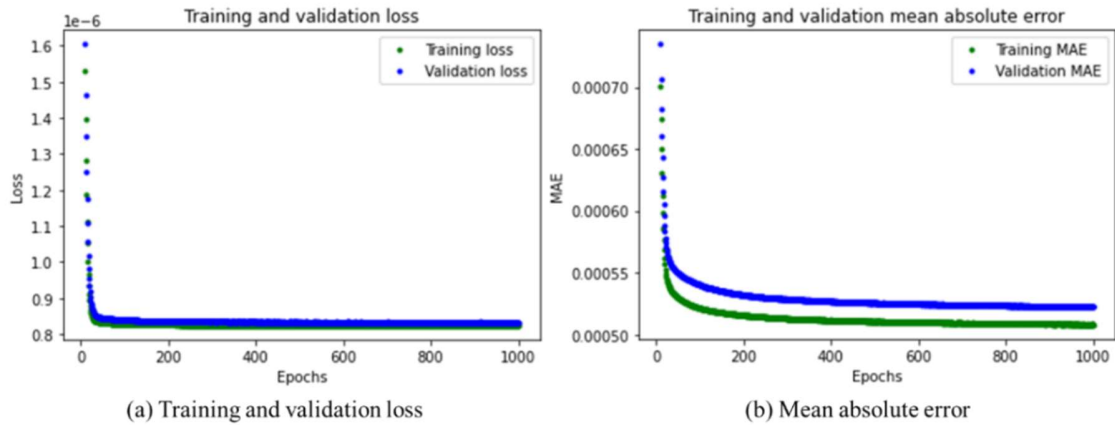 Training and validation loss
1e-6
1.6
1.5
1.4
1.3
1.2
1.1
1.0
0.9
0.8
Loss
Training loss
Validation loss
0 200 400 600 800 1000
Epochs
(a) Training and validation loss
Training and validation mean absolute error
0.00070
0.00065
0.00060
0.00055
0.00050
MAE
Training MAE
Validation MAE
0 200 400 600 800 1000
Epochs
(b) Mean absolute error